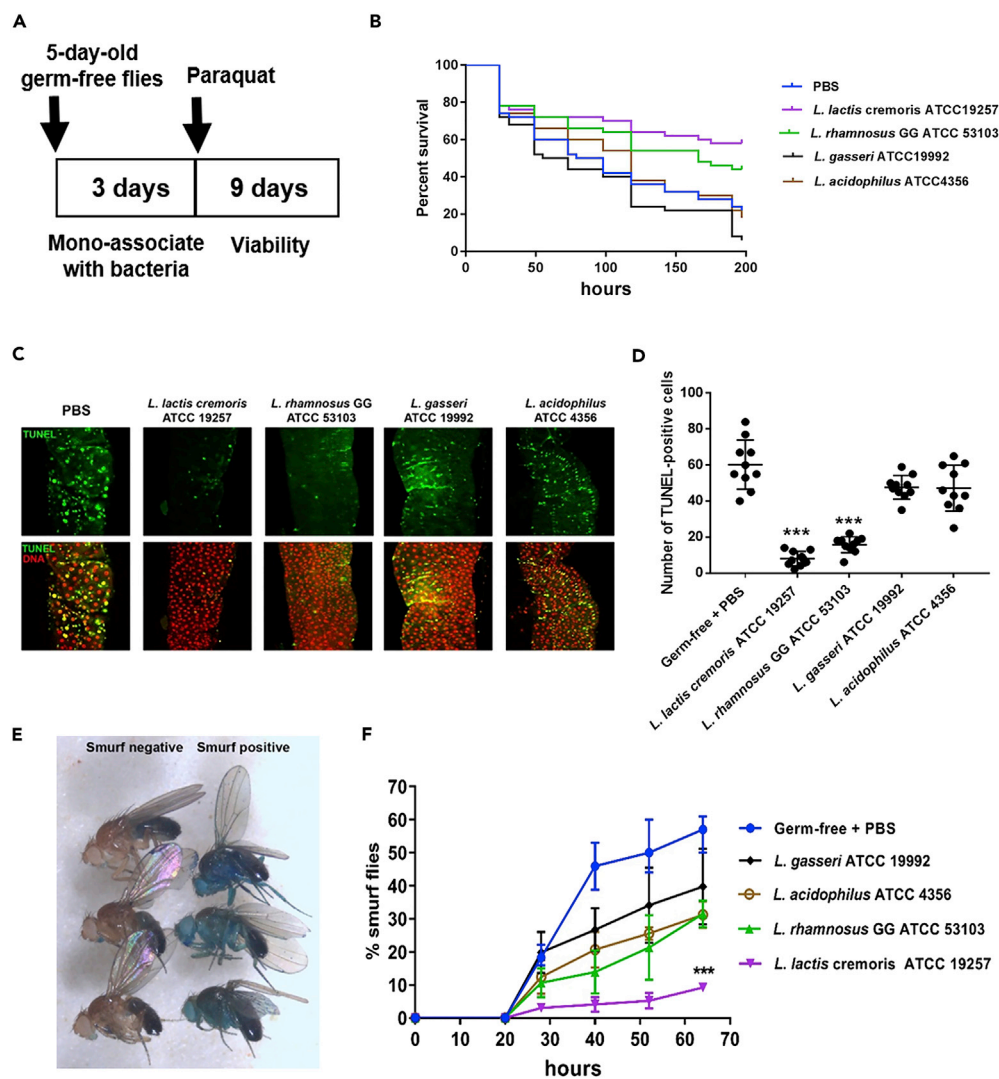 A
5-day-old
germ-free flies
Paraquat
3 days
9 days
Mono-associate
with bacteria
Viability
B
Percent survival
100
80
60
40
20
0
0
50
100
150
200
hours
PBS
L. lactis cremoris ATCC19257
L. rhamnosus GG ATCC 53103
L. gasseri ATCC19992
L. acidophilus ATCC4356
C
PBS
L. lactis cremoris
ATCC 19257
L. rhamnosus GG
ATCC 53103
L. gasseri
ATCC 19992
L. acidophilus
ATCC 4356
TUNEL
TUNEL
DNA
D
Number of TUNEL-positive cells
100
80
60
40
20
0
***
***
Germ-free + PBS
L. lactis cremoris ATCC 19257
L. rhamnosus GG ATCC 53103
L. gasseri ATCC 19992
L. acidophilus ATCC 4356
E
Smurf negative
Smurf positive
F
% smurf flies
70
60
50
40
30
20
10
0
0
10
20
30
40
50
60
70
hours
***
Germ-free + PBS
L. gasseri ATCC 19992
L. acidophilus ATCC 4356
L. rhamnosus GG ATCC 53103
L. lactis cremoris ATCC 19257